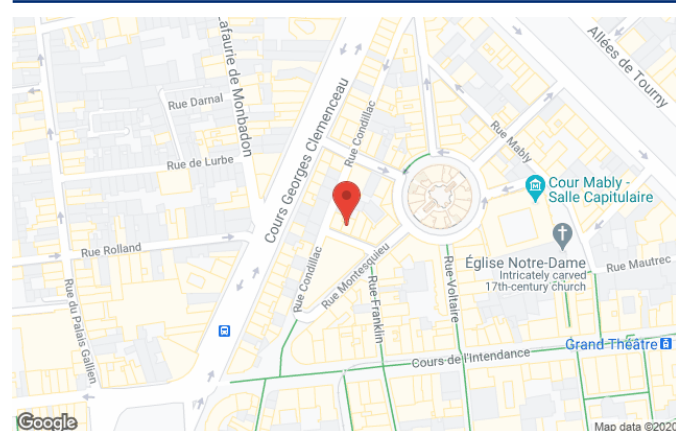 Lafaurie de Monbadon
Allées de Tourny
Rue Darnal
Cours Georges Clemenceau
Rue Condillac
Rue Mably
Rue de Lurbe
Cour Mably -
Salle Capitulaire
Rue Rolland
Rue Condillac
Rue Montesquieu
Église Notre-Dame
Intricately carved
17th-century church
Rue Mautrec
Rue Voltaire
Rue Franklin
Rue du Palais Gallien
Grand Théâtre
Cours de l'Intendance
Google
Map data ©2020